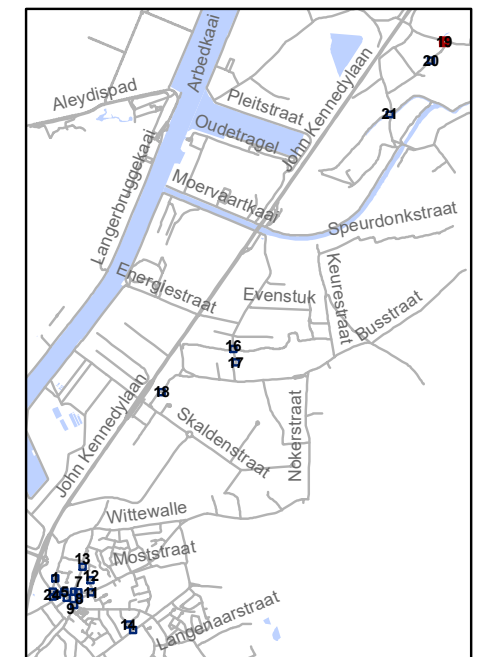 Arbedkaai
19
20
Aleydispad
Pleitstraat
John Kennedylaan
21
Oudetragel
Langerbruggekaai
Moervaartkaai
Speurdonkstraat
Energiestraat
Evenstuk
Keurestraat
Busstraat
16
17
18
John Kennedylaan
Nokerstraat
Skaldenstraat
Wittewalle
13
Moststraat
12
7
11
8
9
Langenaarstraat